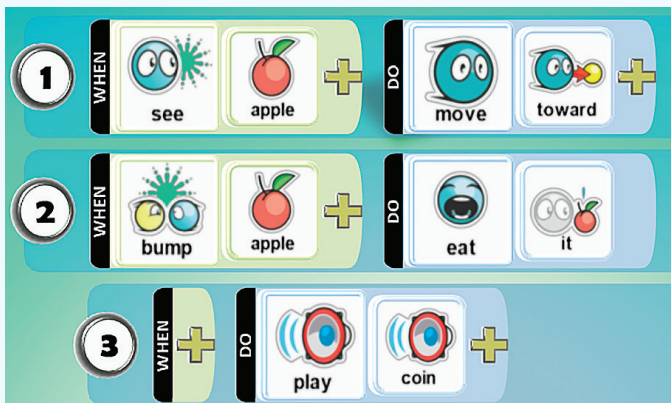 1 WHEN see apple DO move toward
2 WHEN bump apple DO eat it
3 WHEN DO play coin